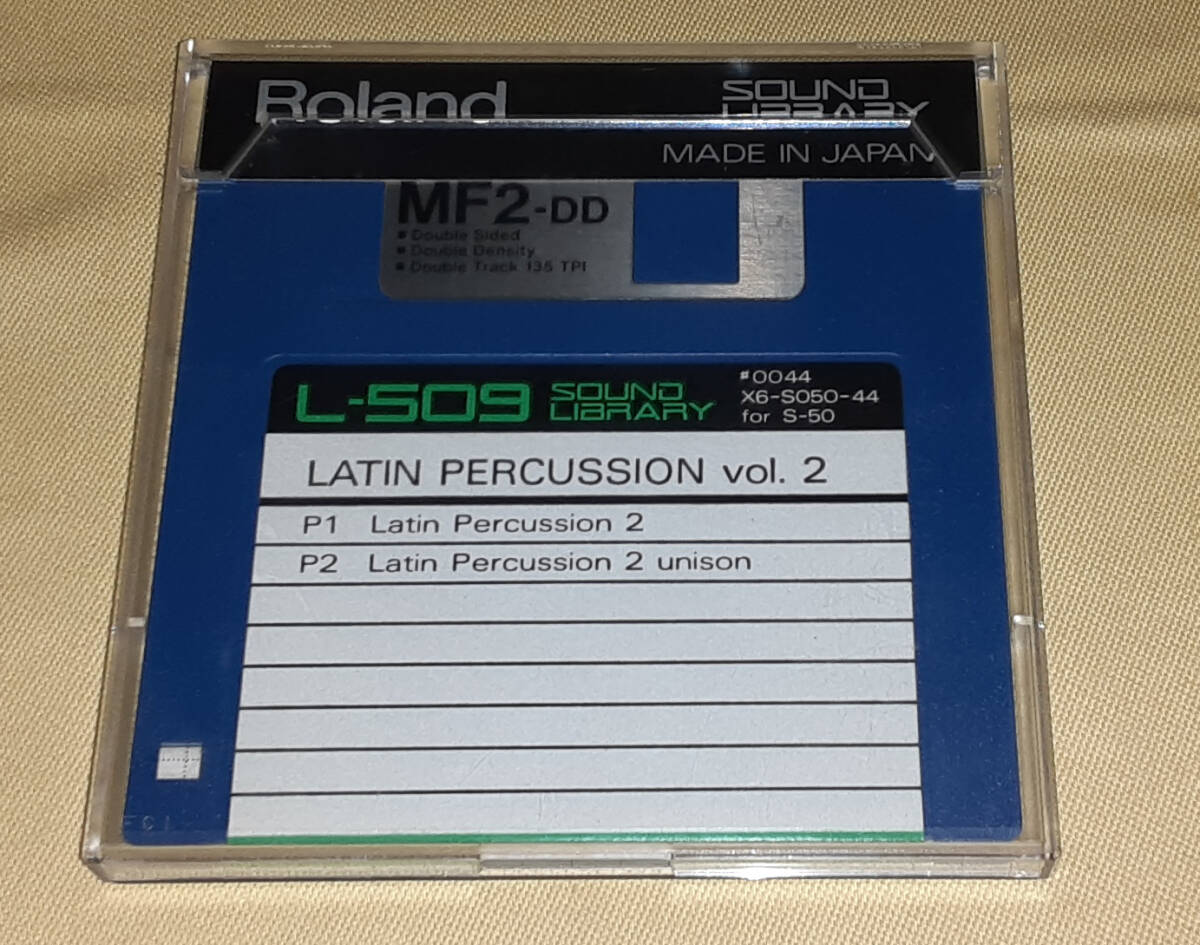 Roland
SOUND
LIBRARY
MADE IN JAPAN
MF2-DD
Double Sided
Double Density
Double Track 135 TPI
L-509
SOUND
LIBRARY
#0044
X6-S050-44
for S-50
LATIN PERCUSSION vol. 2
P1 Latin Percussion 2
P2 Latin Percussion 2 unison